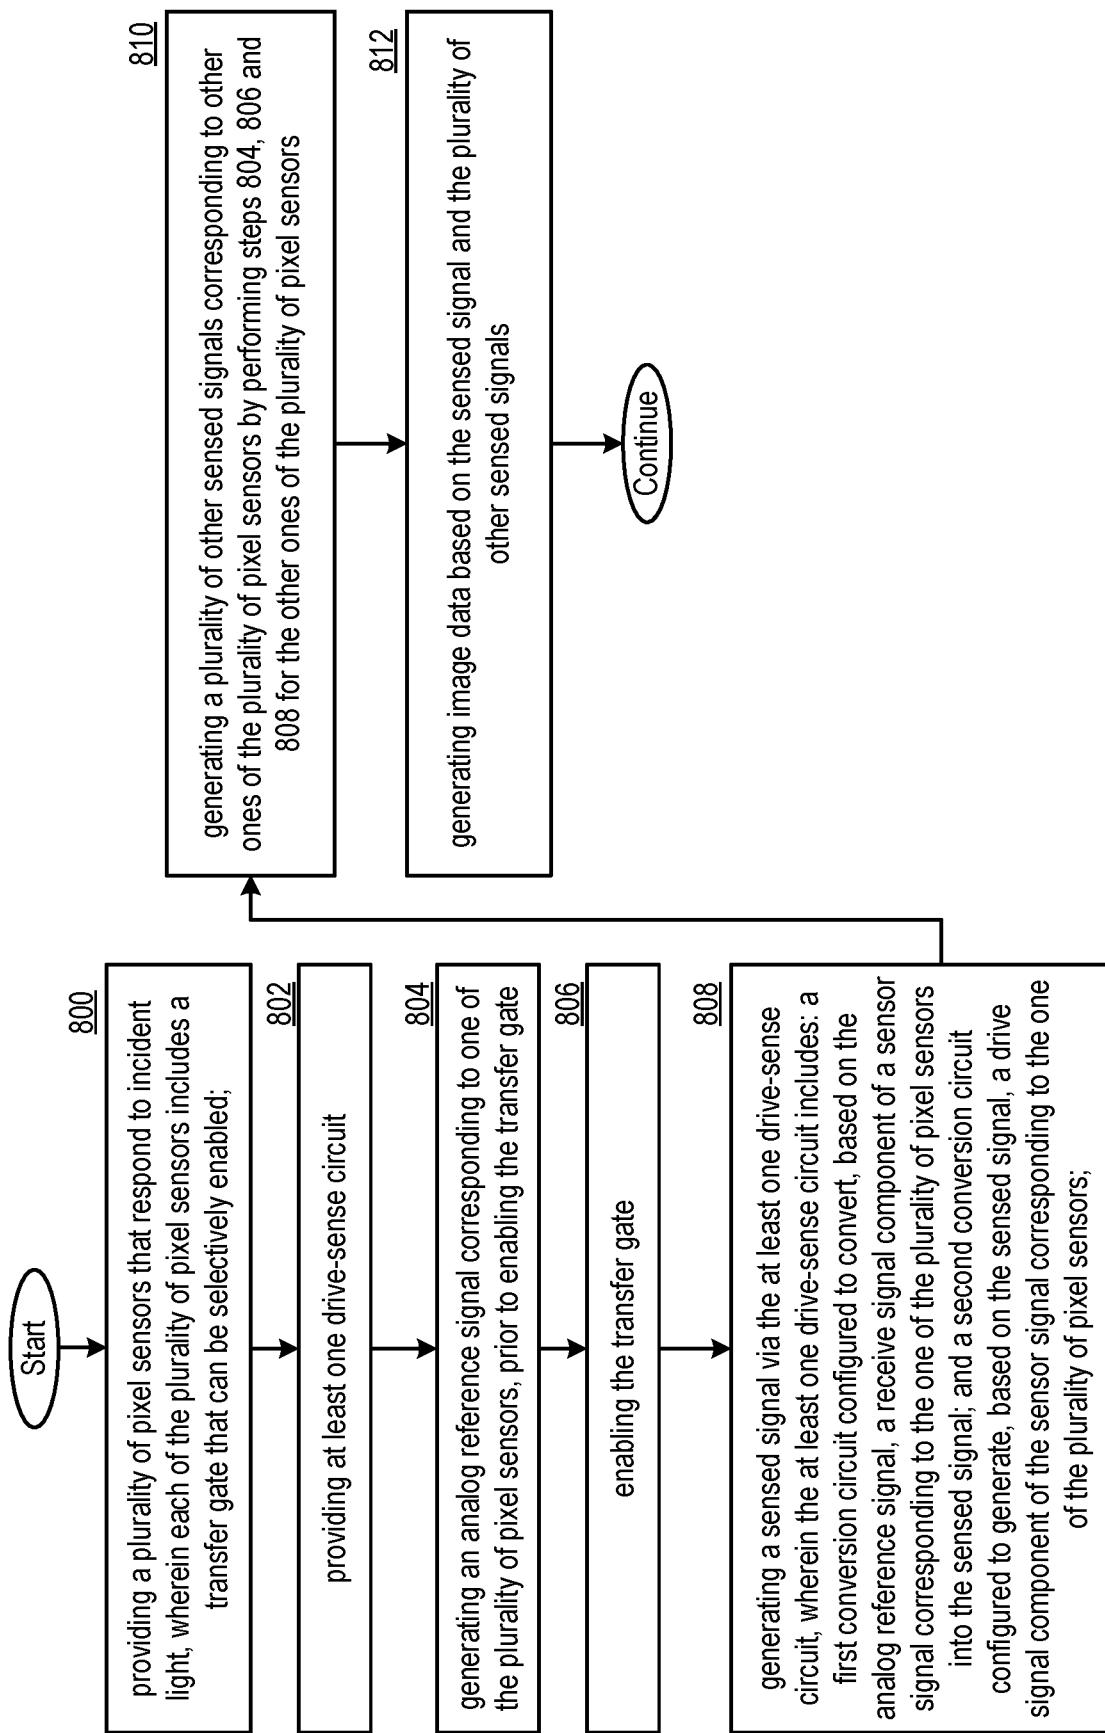 Start
800
providing a plurality of pixel sensors that respond to incident
light, wherein each of the plurality of pixel sensors includes a
transfer gate that can be selectively enabled;
802
providing at least one drive-sense circuit
804
generating an analog reference signal corresponding to one of
the plurality of pixel sensors, prior to enabling the transfer gate
806
enabling the transfer gate
808
generating a sensed signal via the at least one drive-sense
circuit, wherein the at least one drive-sense circuit includes: a
first conversion circuit configured to convert, based on the
analog reference signal, a receive signal component of a sensor
signal corresponding to the one of the plurality of pixel sensors
into the sensed signal; and a second conversion circuit
configured to generate, based on the sensed signal, a drive
signal component of the sensor signal corresponding to the one
of the plurality of pixel sensors;
810
generating a plurality of other sensed signals corresponding to other
ones of the plurality of pixel sensors by performing steps 804, 806 and
808 for the other ones of the plurality of pixel sensors
812
generating image data based on the sensed signal and the plurality of
other sensed signals
Continue